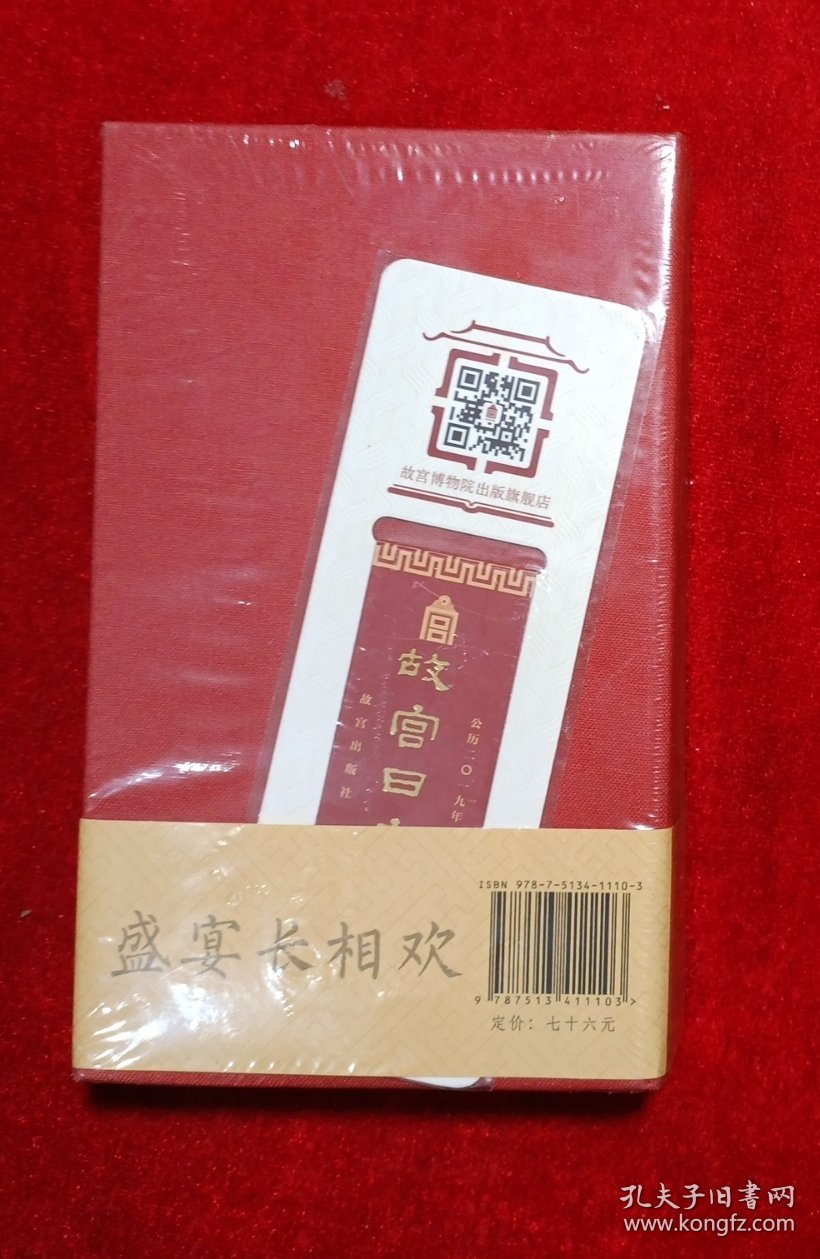 故宫博物院出版旗舰店
故宫日
公历二〇一九年
故宫出版社
盛宴长相欢
ISBN 978-7-5134-1110-3
9 787513 411103 >
定价：七十六元
孔夫子旧书网
www.kongfz.com